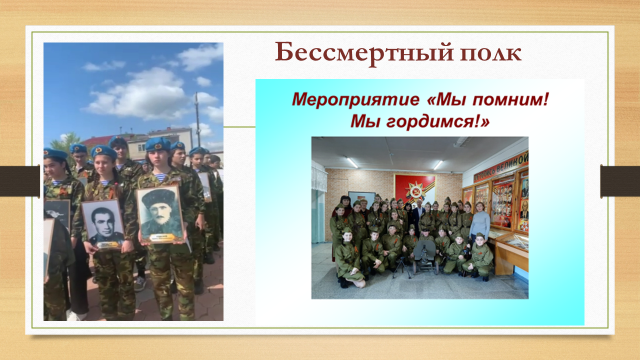 Бессмертный полк
Мероприятие «Мы помним!
Мы гордимся!»